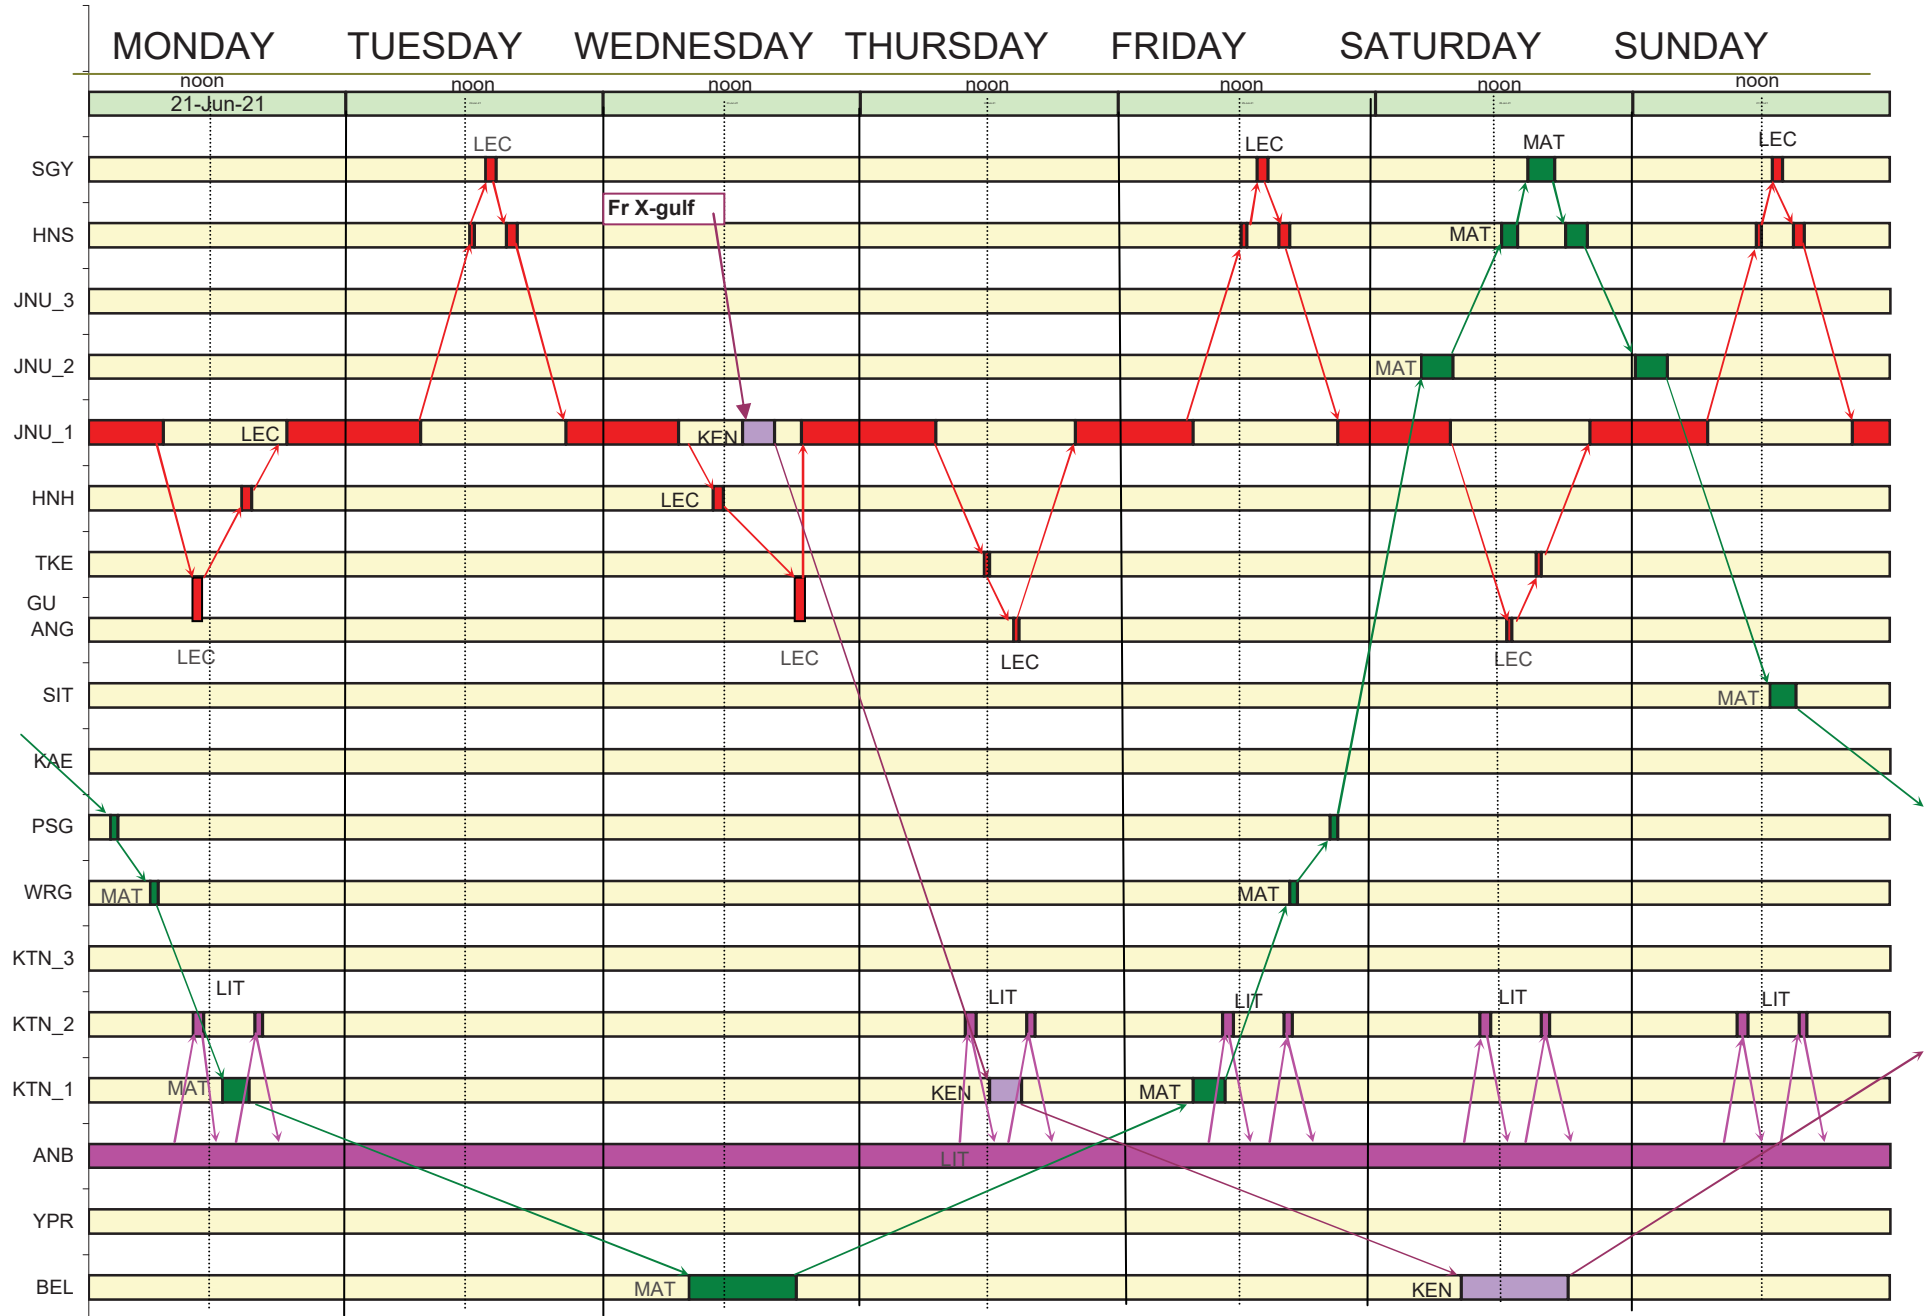 MONDAY TUESDAY WEDNESDAY THURSDAY FRIDAY SATURDAY SUNDAY
noon noon noon noon noon noon noon
21-Jun-21
LEC LEC MAT LEC
SGY
Fr X-gulf
HNS MAT
JNU_3
JNU_2 MAT
JNU_1 LEC KEN
HNH LEC
TKE
GU
ANG
LEC LEC LEC LEC
SIT MAT
KAE
PSG
WRG MAT MAT
KTN_3
LIT LIT LIT LIT LIT
KTN_2
KTN_1 MAT KEN MAT
ANB LIT
YPR
BEL MAT KEN